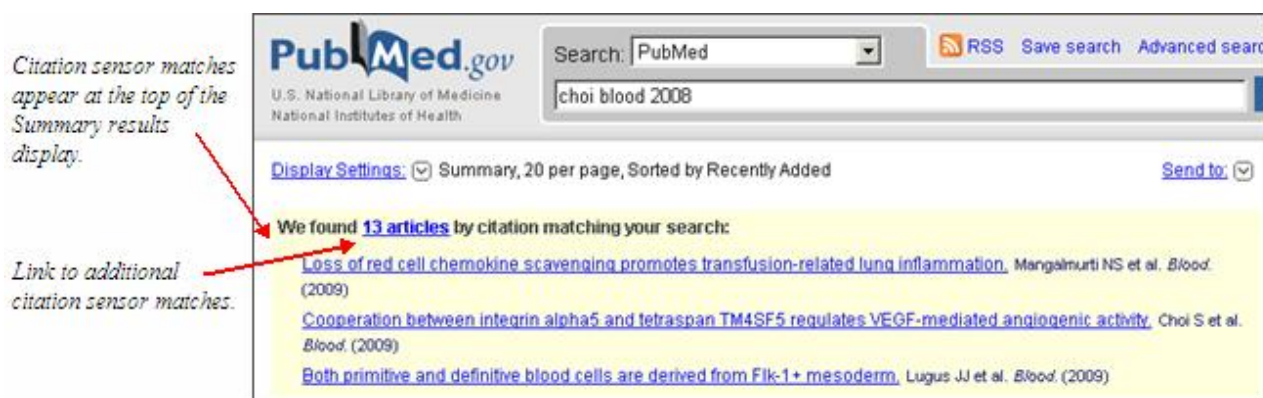 Citation sensor matches
appear at the top of the
Summary results
display.
Link to additional
citation sensor matches.
PubMed.gov
U.S. National Library of Medicine
National Institutes of Health
Search: PubMed
RSS Save search Advanced searc
choi blood 2008
Display Settings: Summary, 20 per page, Sorted by Recently Added
Send to:
We found 13 articles by citation matching your search:
Loss of red cell chemokine scavenging promotes transfusion-related lung inflammation. Mangalmurti NS et al. Blood.
(2009)
Cooperation between integrin alpha5 and tetraspan TM4SF5 regulates VEGF-mediated angiogenic activity. Choi S et al.
Blood. (2009)
Both primitive and definitive blood cells are derived from Flk-1+ mesoderm. Lugus JJ et al. Blood. (2009)